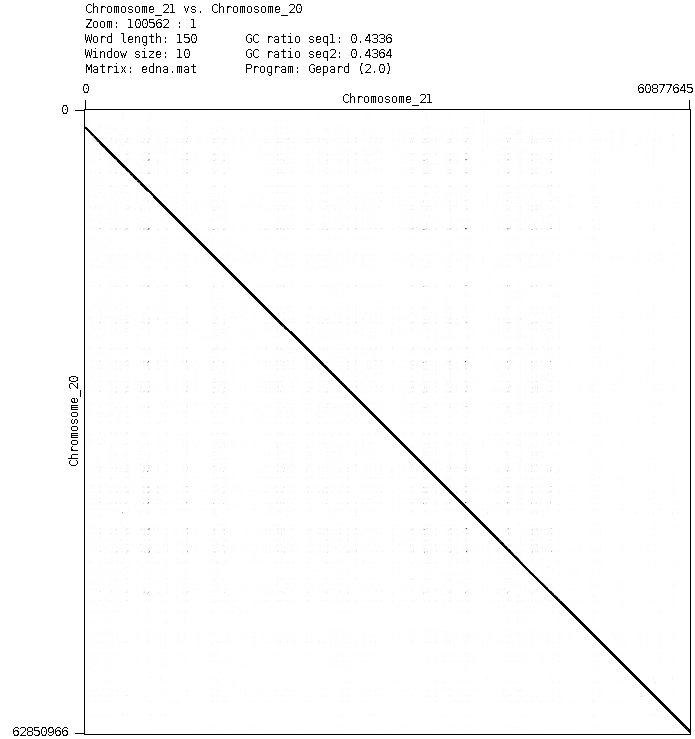 Chromosome_21 vs. Chromosome_20
Zoom: 100562 : 1
Word length: 150 GC ratio seq1: 0.4336
Window size: 10 GC ratio seq2: 0.4364
Matrix: edna.mat Program: Gepard (2.0)
0 60877645
Chromosome_21
0
Chromosome_20
62850966